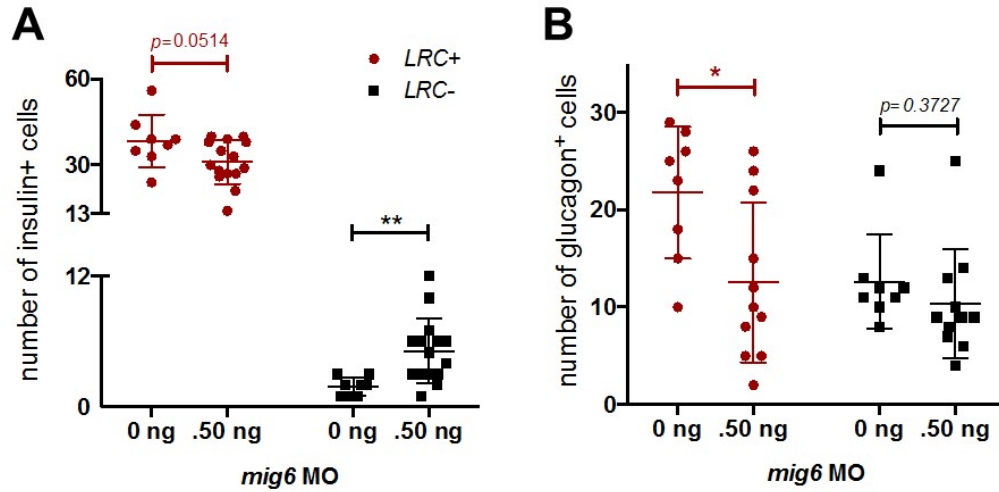 A
number of insulin+ cells
p=0.0514
LRC+
LRC-
60
30
13
12
0
**
0 ng
.50 ng
0 ng
.50 ng
mig6 MO
B
number of glucagon+ cells
*
p=0.3727
30
20
10
0
0 ng
.50 ng
0 ng
.50 ng
mig6 MO